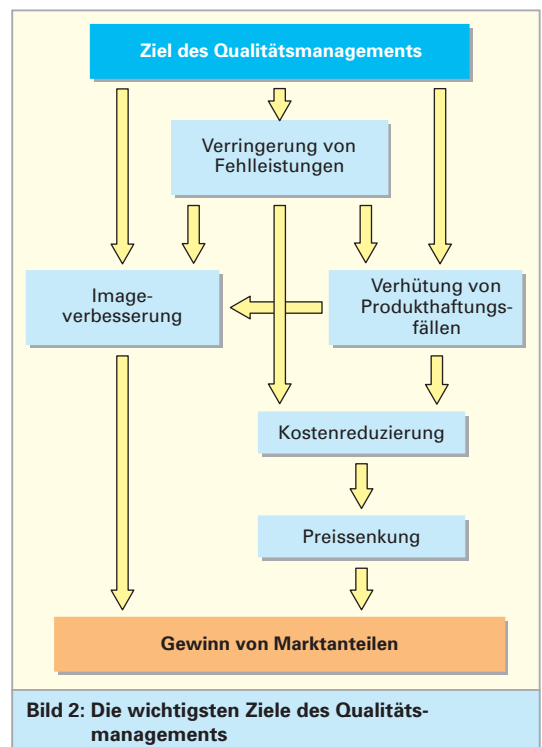 Ziel des Qualitätsmanagements
Verringerung von
Fehlleistungen
Image-
verbesserung
Verhütung von
Produkthaftungs-
fällen
Kostenreduzierung
Preissenkung
Gewinn von Marktanteilen
Bild 2: Die wichtigsten Ziele des Qualitäts-
managements